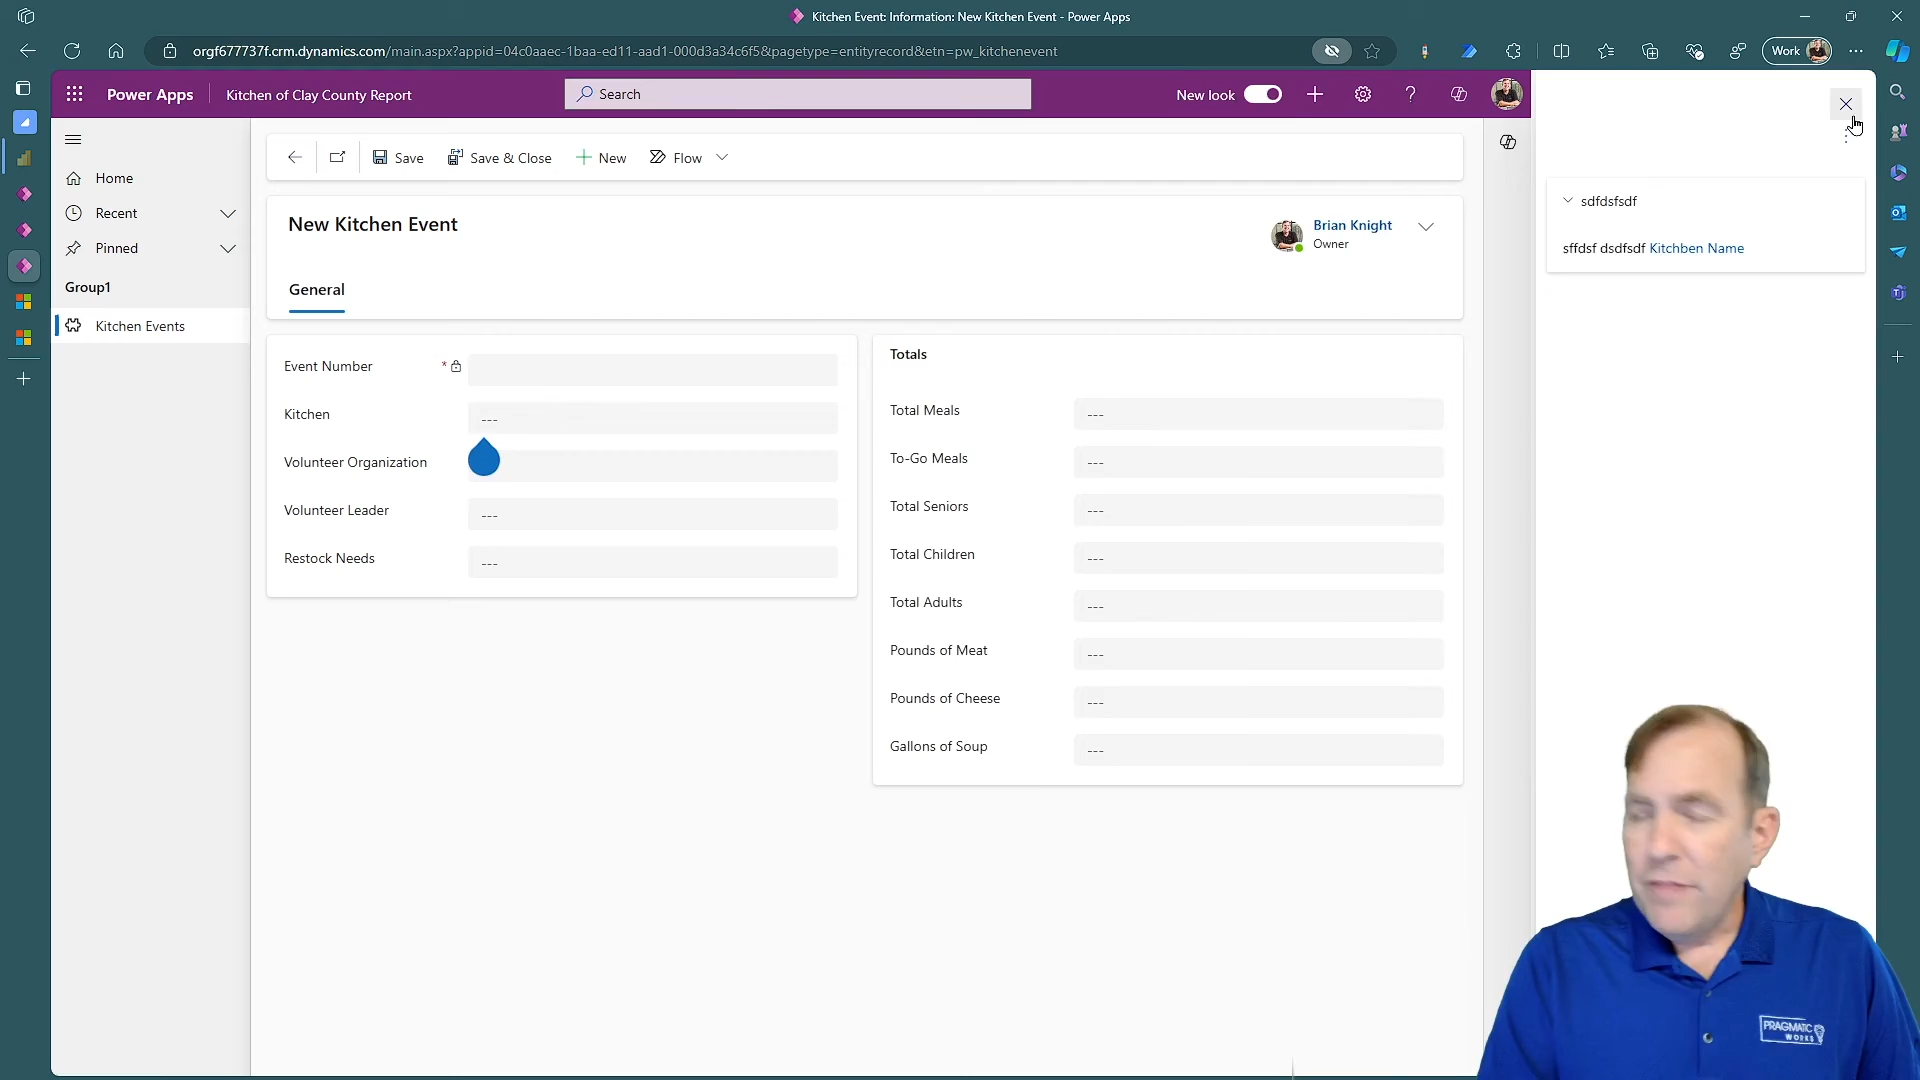 Kitchen Event: Information: New Kitchen Event - Power Apps
orgf677737f.crm.dynamics.com/main.aspx?appid=04c0aaec-1baa-ed11-aad1-000d3a34c6f5&pagetype=entityrecord&etn=pw_kitchenevent
Work
Power Apps
Kitchen of Clay County Report
Search
New look
Save
Save & Close
New
Flow
Home
Recent
Pinned
Group1
Kitchen Events
New Kitchen Event
Brian Knight
Owner
General
Event Number *
Kitchen ---
Volunteer Organization
Volunteer Leader ---
Restock Needs ---
Totals
Total Meals ---
To-Go Meals ---
Total Seniors ---
Total Children ---
Total Adults ---
Pounds of Meat ---
Pounds of Cheese ---
Gallons of Soup ---
sdfdsfsdf
sffdsf dsdfsdf Kitchben Name
PRAGMATIC
WORKS